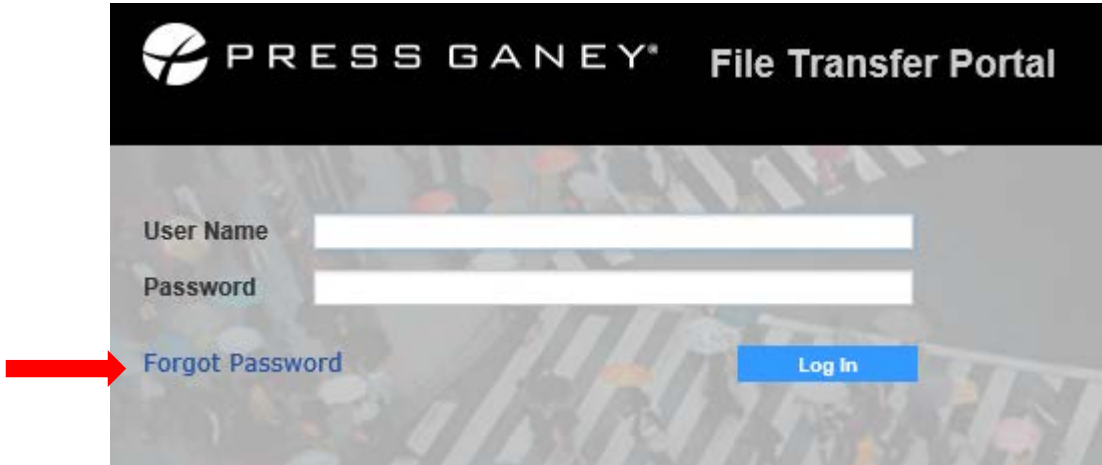 PRESS GANEY® File Transfer Portal
User Name
Password
Forgot Password
Log In